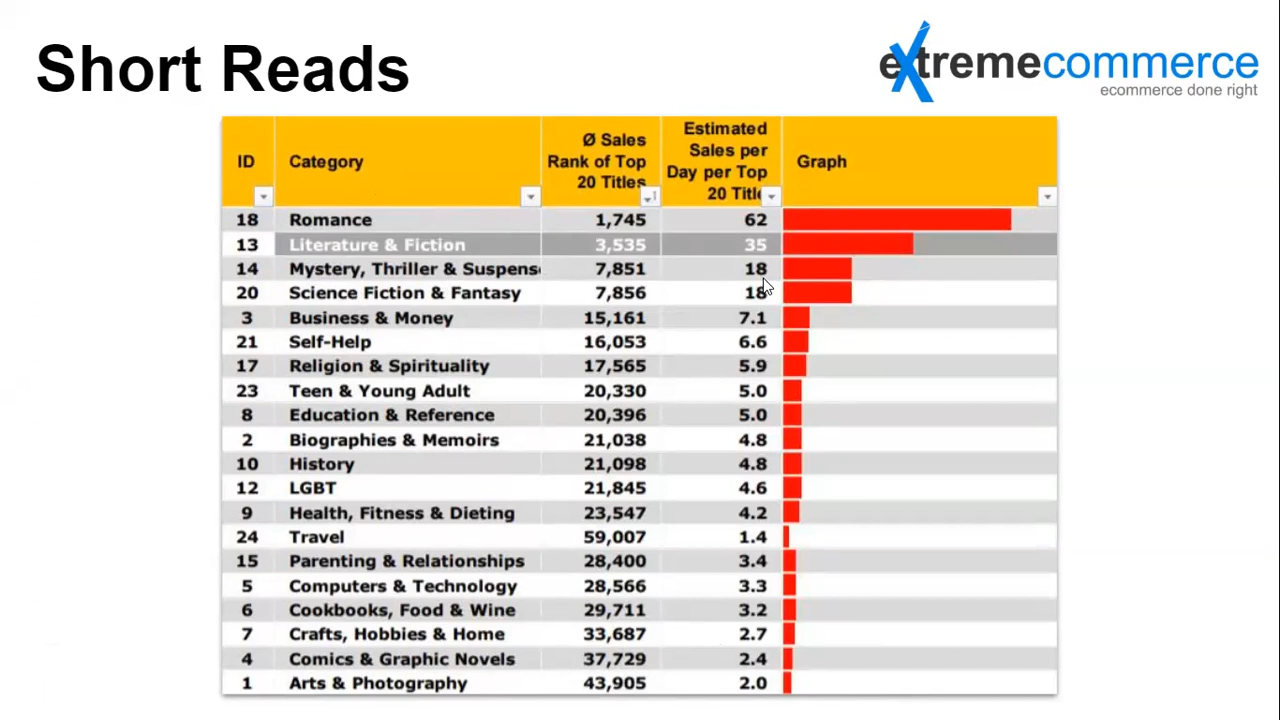 Short Reads
extremecommerce
ecommerce done right
ID Category Ø Sales Rank of Top 20 Titles Estimated Sales per Day per Top 20 Title Graph
18 Romance 1,745 62
13 Literature & Fiction 3,535 35
14 Mystery, Thriller & Suspens 7,851 18
20 Science Fiction & Fantasy 7,856 18
3 Business & Money 15,161 7.1
21 Self-Help 16,053 6.6
17 Religion & Spirituality 17,565 5.9
23 Teen & Young Adult 20,330 5.0
8 Education & Reference 20,396 5.0
2 Biographies & Memoirs 21,038 4.8
10 History 21,098 4.8
12 LGBT 21,845 4.6
9 Health, Fitness & Dieting 23,547 4.2
24 Travel 59,007 1.4
15 Parenting & Relationships 28,400 3.4
5 Computers & Technology 28,566 3.3
6 Cookbooks, Food & Wine 29,711 3.2
7 Crafts, Hobbies & Home 33,687 2.7
4 Comics & Graphic Novels 37,729 2.4
1 Arts & Photography 43,905 2.0